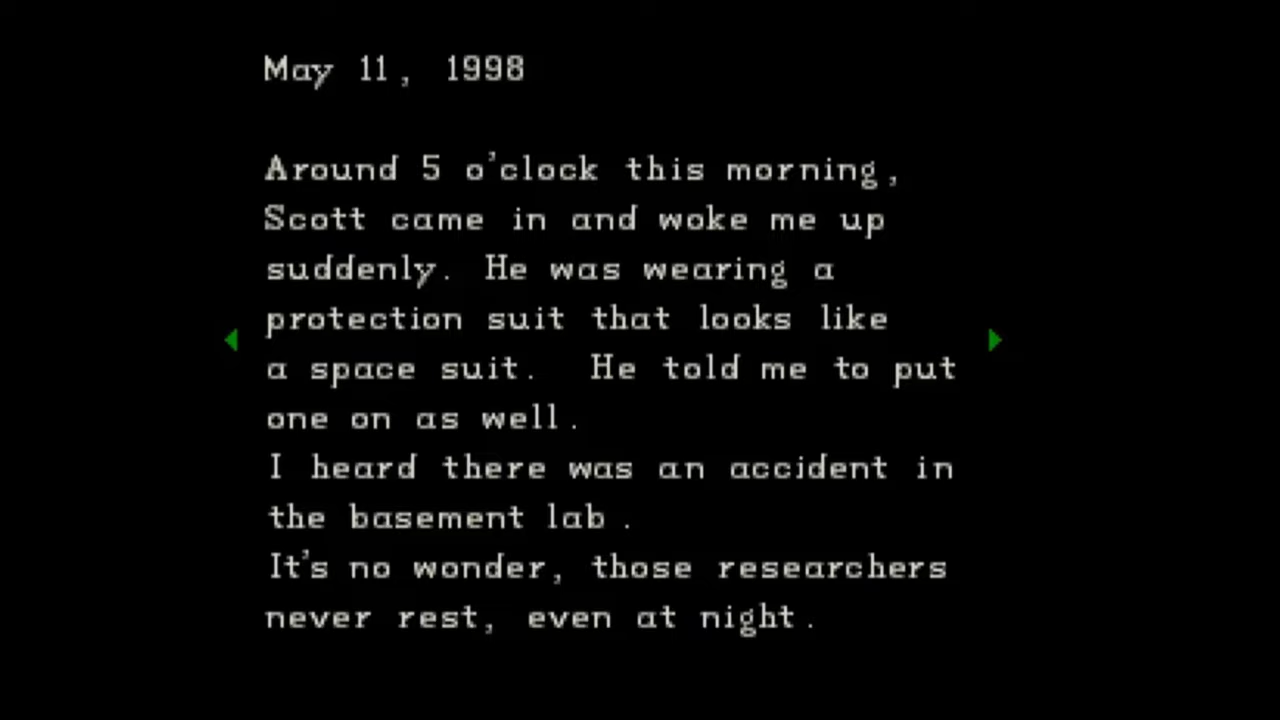 May 11, 1998
Around 5 o'clock this morning,
Scott came in and woke me up
suddenly. He was wearing a
protection suit that looks like
a space suit. He told me to put
one on as well.
I heard there was an accident in
the basement lab.
It's no wonder, those researchers
never rest, even at night.